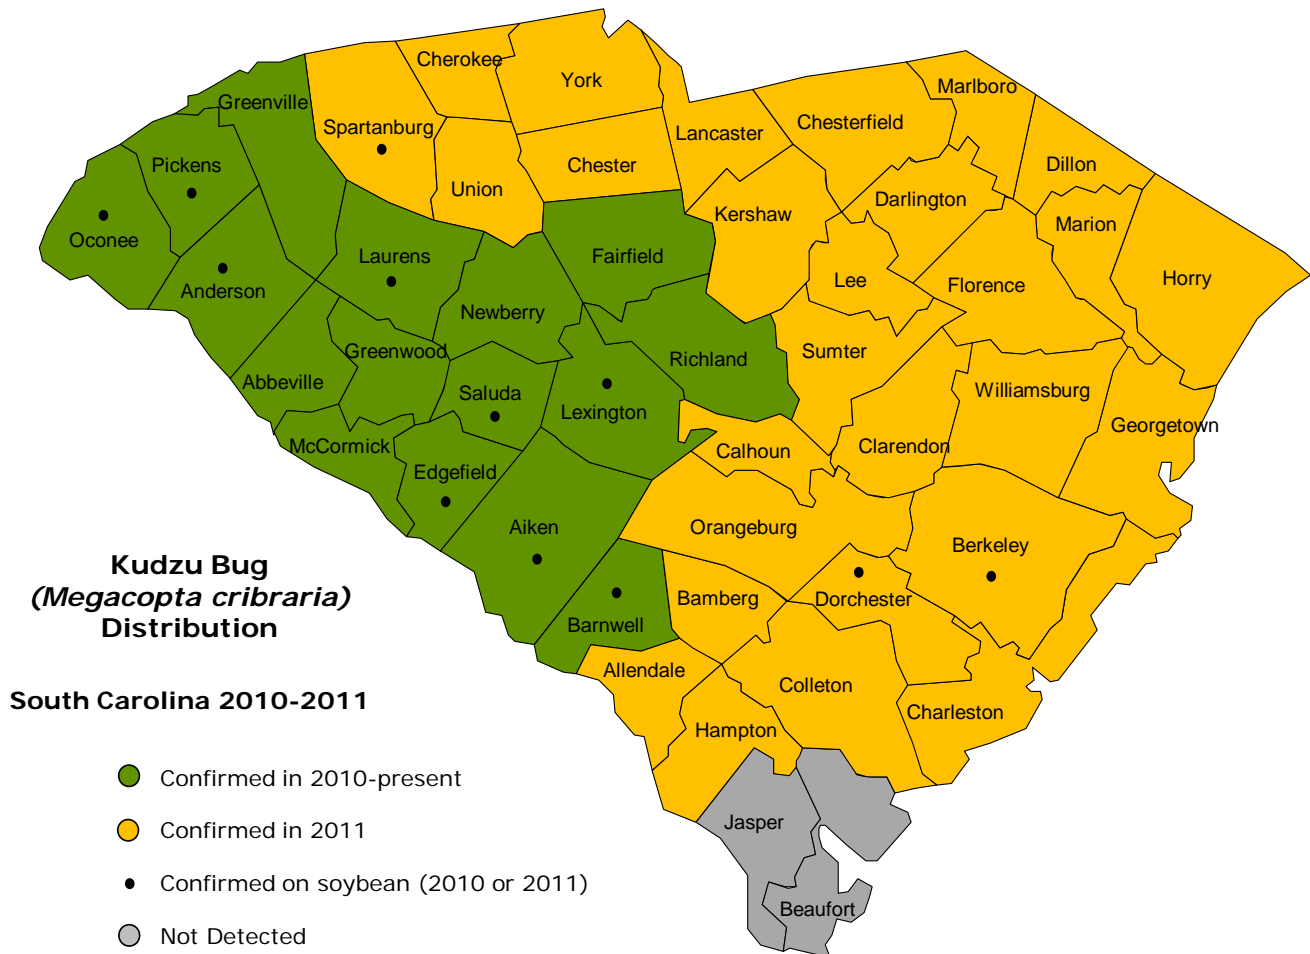 Cherokee
York
Greenville
Spartanburg
Marlboro
Lancaster
Chesterfield
Pickens
Chester
Dillon
Union
Darlington
Kershaw
Marion
Oconee
Laurens
Fairfield
Lee
Florence
Horry
Anderson
Newberry
Greenwood
Richland
Sumter
Abbeville
Saluda
Williamsburg
Lexington
Georgetown
McCormick
Calhoun
Clarendon
Edgefield
Aiken
Orangeburg
Berkeley
Kudzu Bug
(Megacopta cribraria)
Distribution
Bamberg
Dorchester
Barnwell
Allendale
Colleton
South Carolina 2010-2011
Charleston
Hampton
Confirmed in 2010-present
Jasper
Confirmed in 2011
Confirmed on soybean (2010 or 2011)
Beaufort
Not Detected